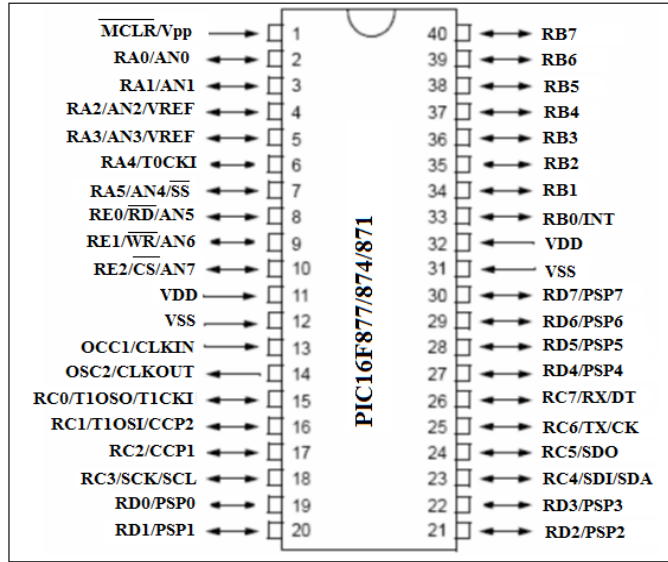 MCLR/Vpp 1 40 RB7
RA0/AN0 2 39 RB6
RA1/AN1 3 38 RB5
RA2/AN2/VREF 4 37 RB4
RA3/AN3/VREF 5 36 RB3
RA4/T0CKI 6 35 RB2
RA5/AN4/SS 7 34 RB1
RE0/RD/AN5 8 33 RB0/INT
RE1/WR/AN6 9 32 VDD
RE2/CS/AN7 10 31 VSS
VDD 11 30 RD7/PSP7
VSS 12 29 RD6/PSP6
OCC1/CLKIN 13 28 RD5/PSP5
OSC2/CLKOUT 14 27 RD4/PSP4
RC0/T1OSO/T1CKI 15 26 RC7/RX/DT
RC1/T1OSI/CCP2 16 25 RC6/TX/CK
RC2/CCP1 17 24 RC5/SDO
RC3/SCK/SCL 18 23 RC4/SDI/SDA
RD0/PSP0 19 22 RD3/PSP3
RD1/PSP1 20 21 RD2/PSP2
PIC16F877/874/871